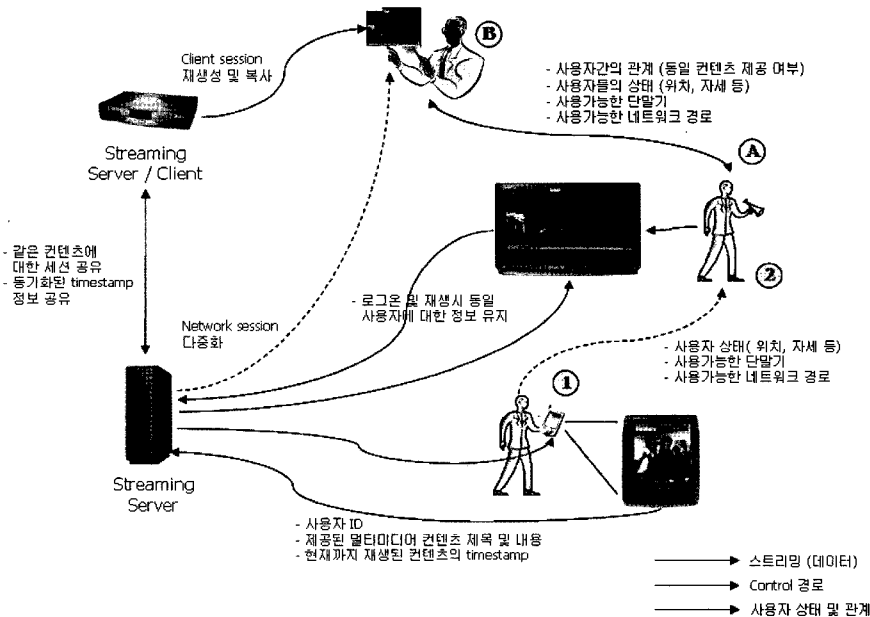 Client session
재생성 및 복사
B
- 사용자간의 관계 (동일 컨텐츠 제공 여부)
- 사용자들의 상태 (위치, 자세 등)
- 사용가능한 단말기
- 사용가능한 네트워크 경로
A
Streaming
Server / Client
- 같은 컨텐츠에
대한 세션 공유
- 동기화된 timestamp
정보 공유
2
- 로그온 및 재생시 동일
사용자에 대한 정보 유지
Network session
다중화
- 사용자 상태( 위치, 자세 등)
- 사용가능한 단말기
- 사용가능한 네트워크 경로
1
Streaming
Server
- 사용자 ID
- 제공된 멀티미디어 컨텐츠 제목 및 내용
- 현재까지 재생된 컨텐츠의 timestamp
스트리밍 (데이터)
Control 경로
사용자 상태 및 관계